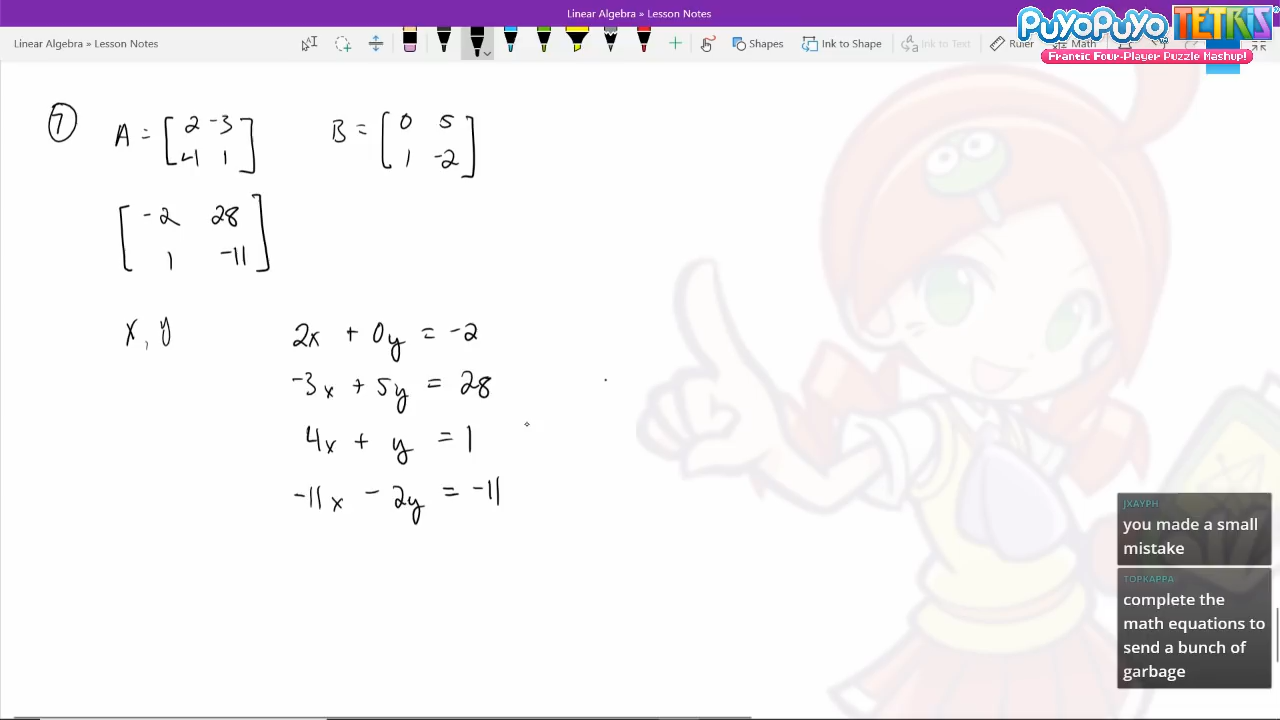 Linear Algebra » Lesson Notes
Linear Algebra » Lesson Notes
Shapes
Ink to Shape
Ink to Text
Ruler
Math
PUYOPUYO TETRIS
Frantic Four-Player Puzzle Mashup!
7 A = [2 -3 B = [0 5
4 1] 1 -2]
[-2 28
1 -11]
x, y 2x + 0y = -2
-3x + 5y = 28
4x + y = 1
-11x - 2y = -11
JXAYPH
you made a small
mistake
TOPKAPPA
complete the
math equations to
send a bunch of
garbage